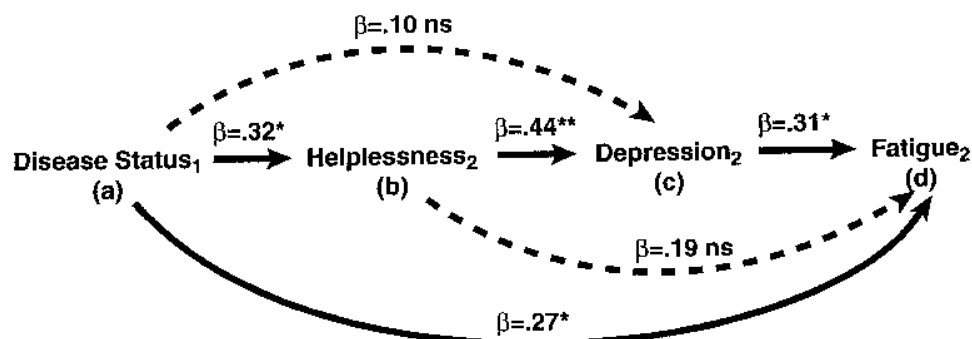 β=.10 ns
β=.32*
β=.44**
β=.31*
Disease Status₁
Helplessness₂
Depression₂
Fatigue₂
(a)
(b)
(c)
(d)
β=.19 ns
β=.27*